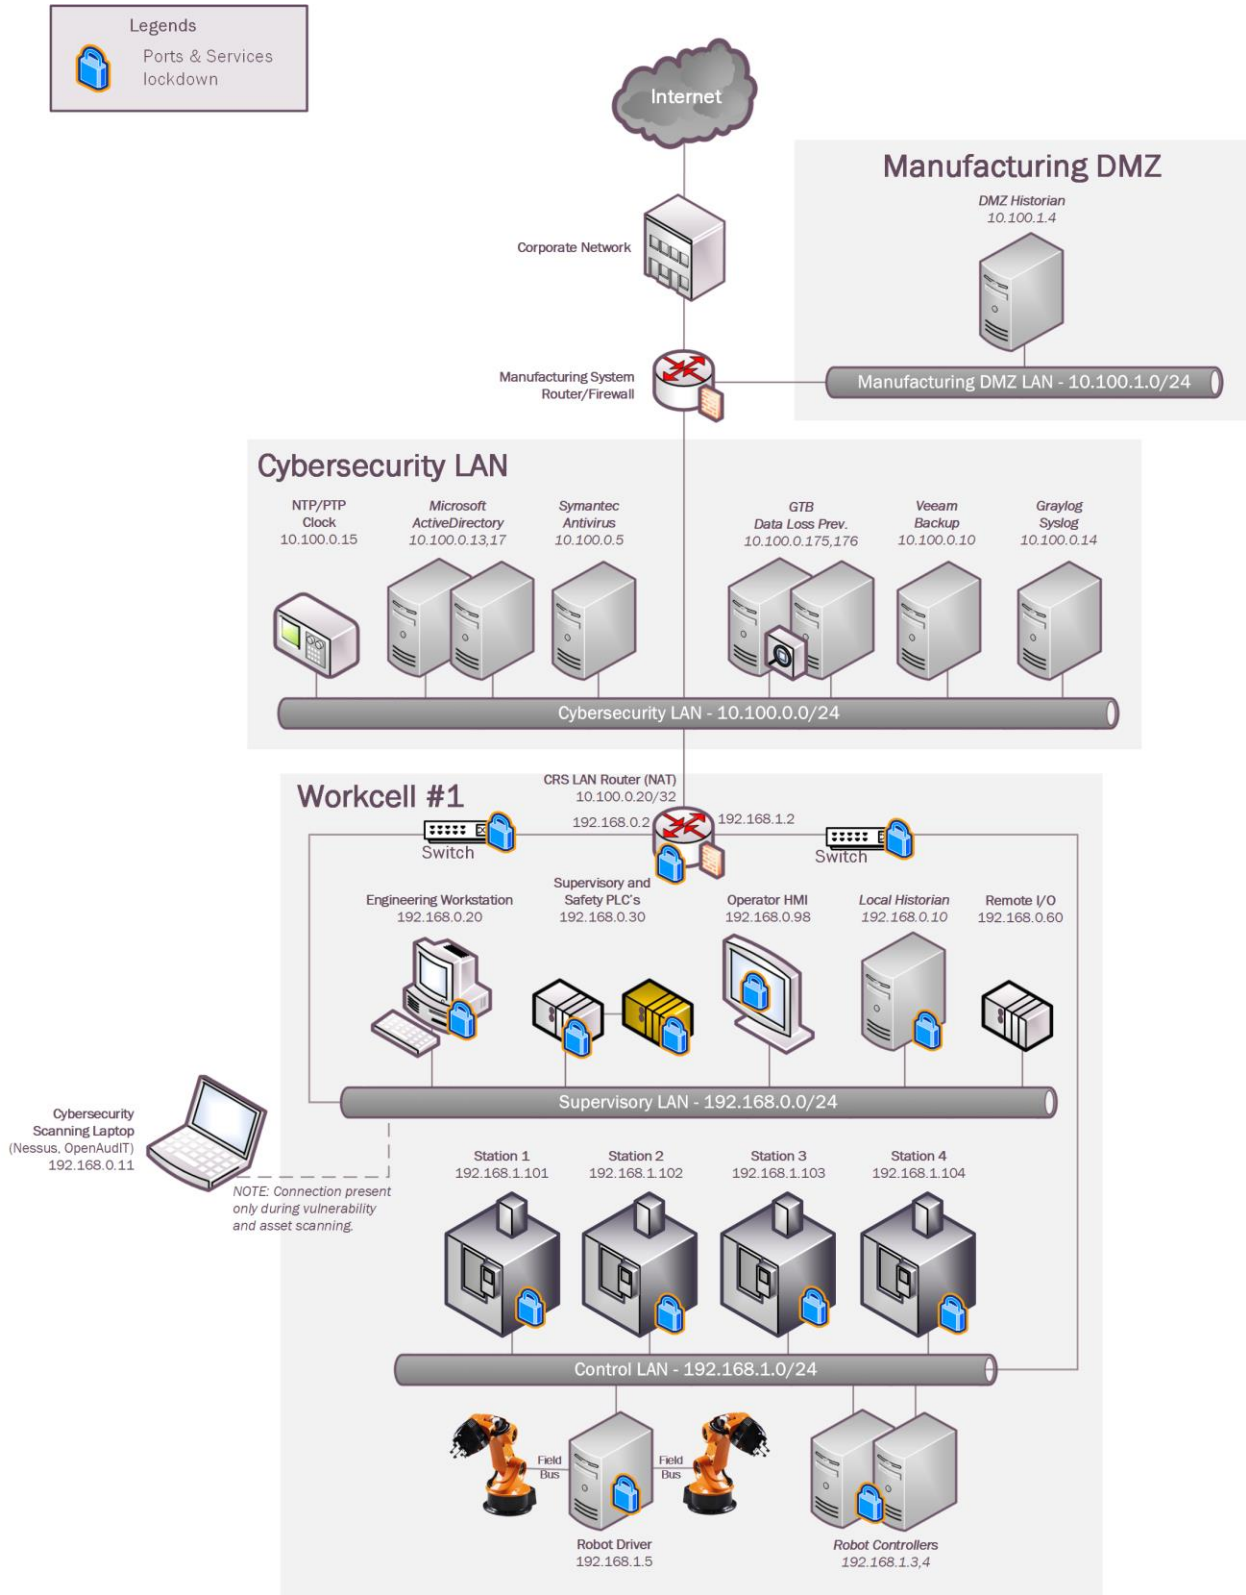 Legends
Ports & Services
lockdown
Internet
Manufacturing DMZ
DMZ Historian
10.100.1.4
Corporate Network
Manufacturing System
Router/Firewall
Manufacturing DMZ LAN - 10.100.1.0/24
Cybersecurity LAN
NTP/PTP
Clock
10.100.0.15
Microsoft
ActiveDirectory
10.100.0.13,17
Symantec
Antivirus
10.100.0.5
GTB
Data Loss Prev.
10.100.0.175,176
Veeam
Backup
10.100.0.10
Graylog
Syslog
10.100.0.14
Cybersecurity LAN - 10.100.0.0/24
Workcell #1
CRS LAN Router (NAT)
10.100.0.20/32
192.168.0.2
192.168.1.2
Switch
Switch
Engineering Workstation
192.168.0.20
Supervisory and
Safety PLC's
192.168.0.30
Operator HMI
192.168.0.98
Local Historian
192.168.0.10
Remote I/O
192.168.0.60
Supervisory LAN - 192.168.0.0/24
Cybersecurity
Scanning Laptop
(Nessus, OpenAudIT)
192.168.0.11
NOTE: Connection present
only during vulnerability
and asset scanning.
Station 1
192.168.1.101
Station 2
192.168.1.102
Station 3
192.168.1.103
Station 4
192.168.1.104
Control LAN - 192.168.1.0/24
Field
Bus
Field
Bus
Robot Driver
192.168.1.5
Robot Controllers
192.168.1.3,4